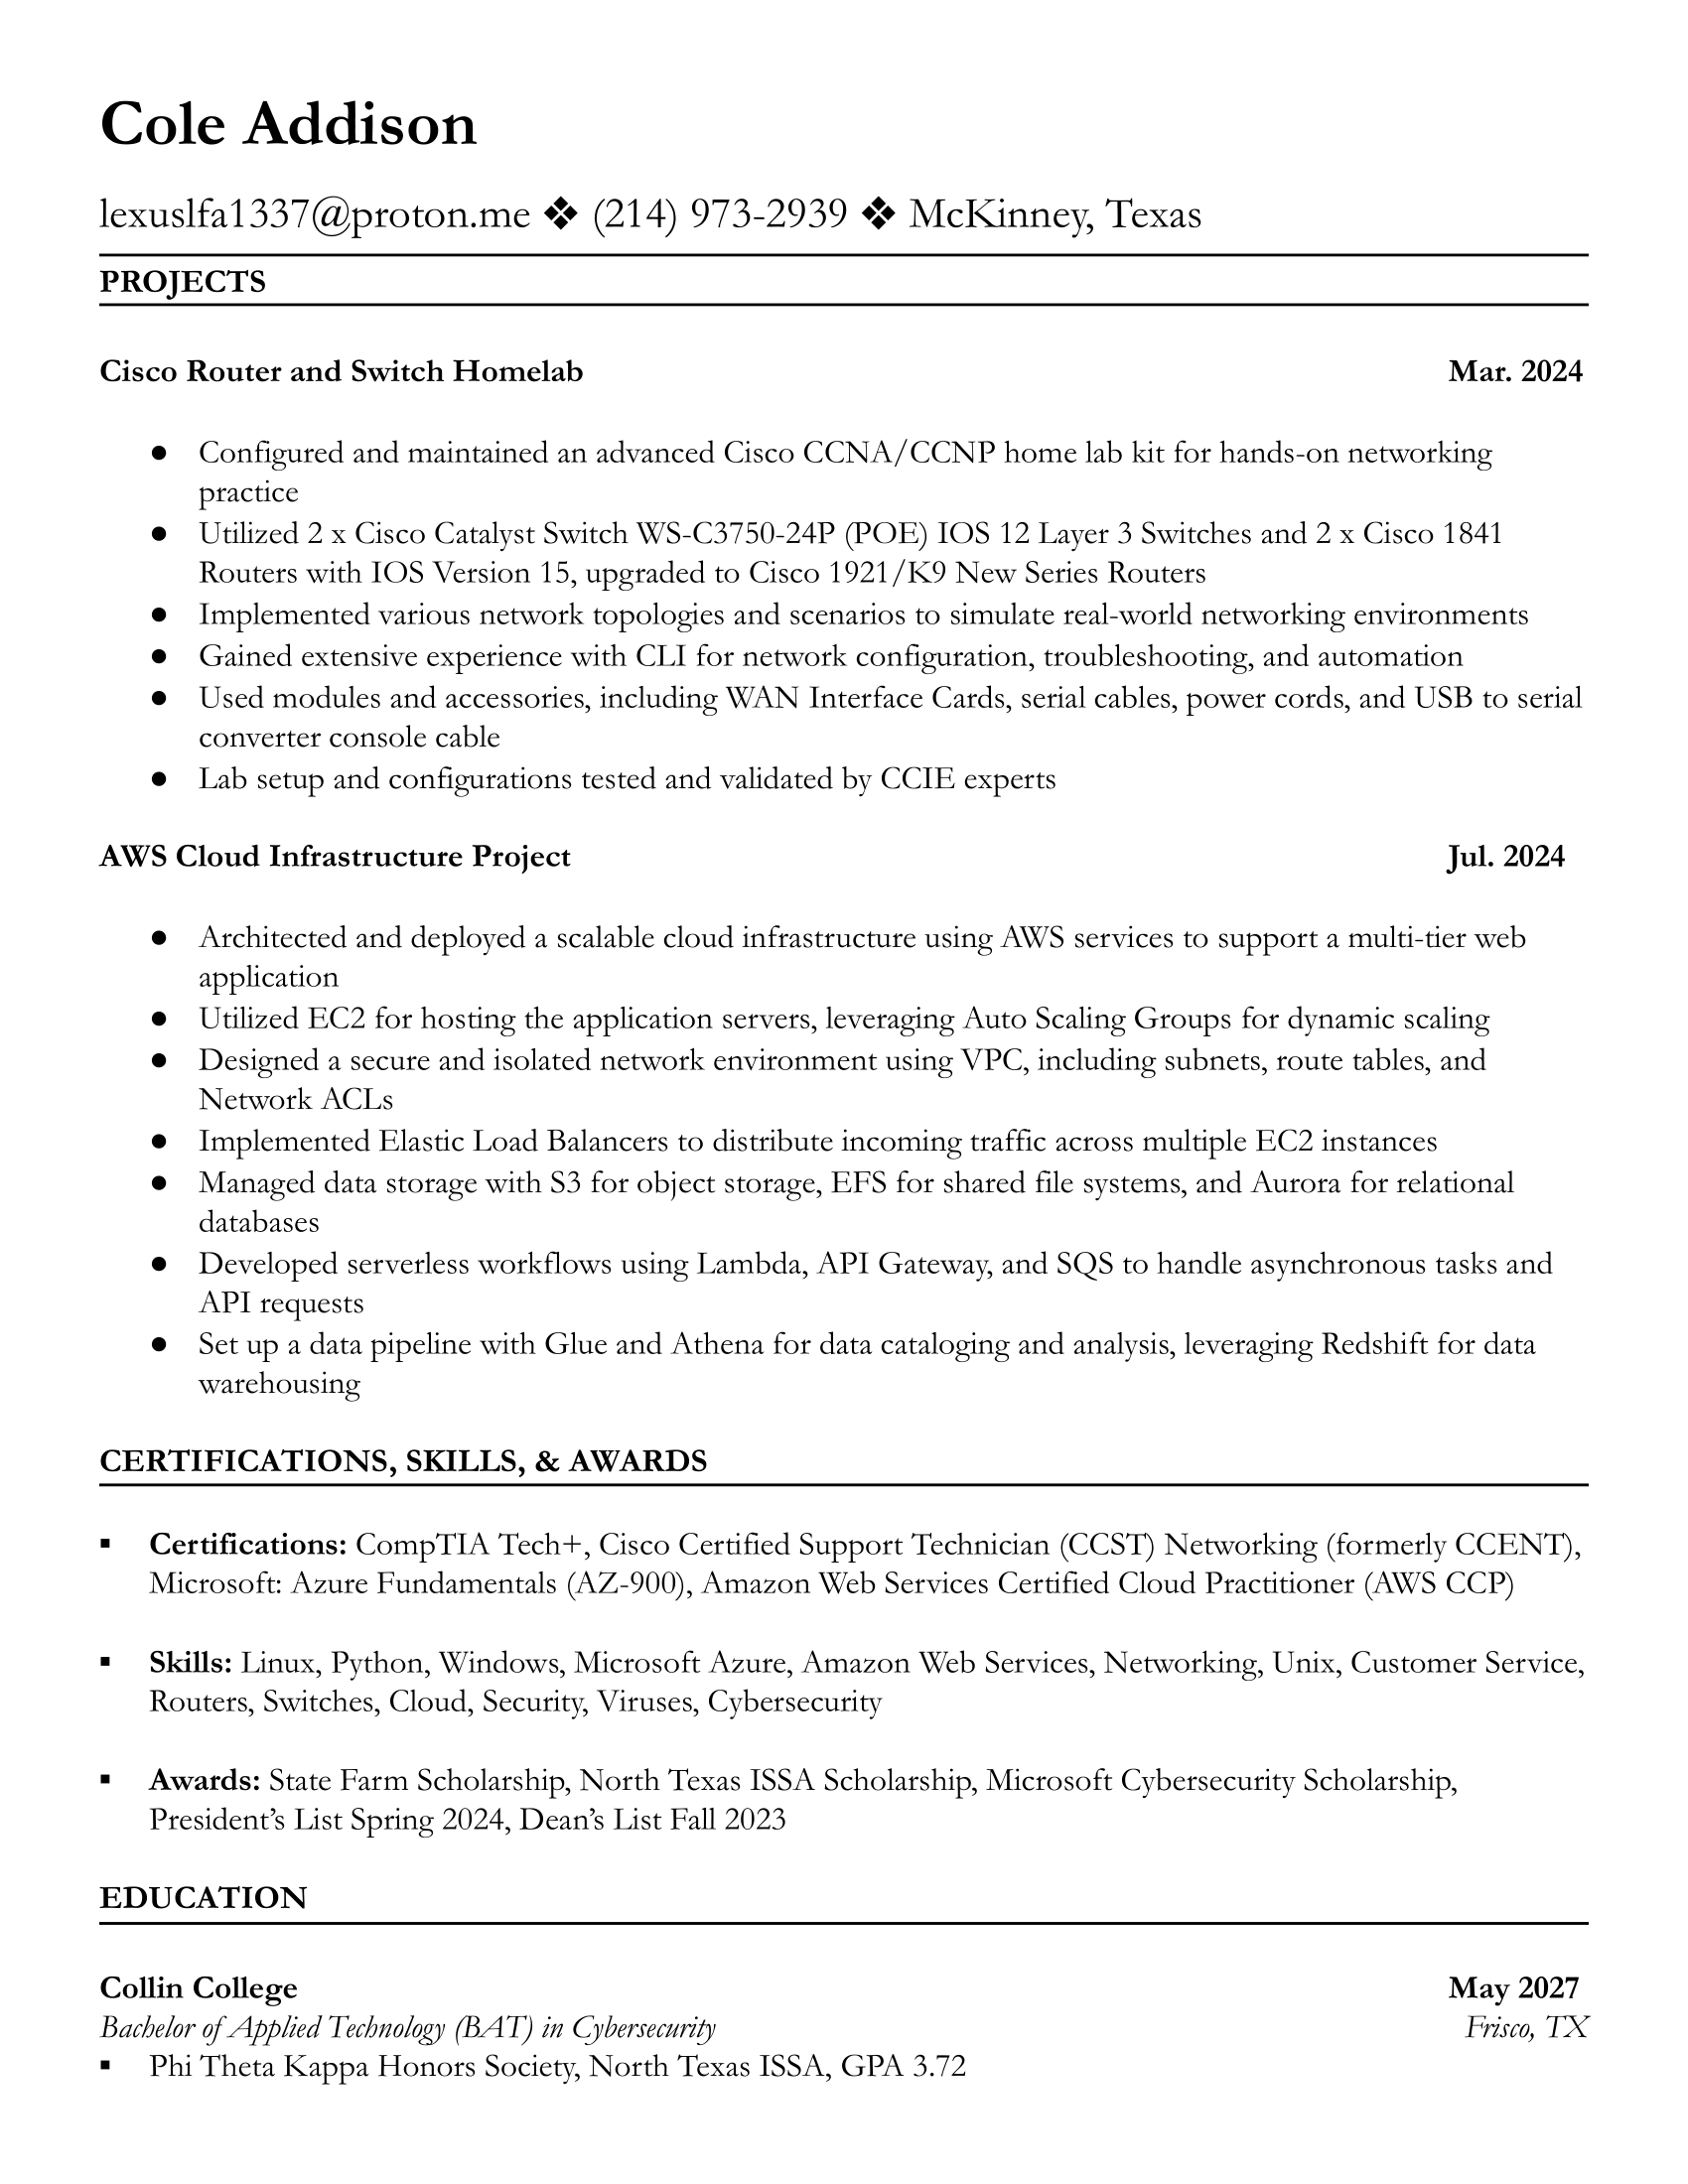 Cole Addison
lexuslfa1337@proton.me ❖ (214) 973-2939 ❖ McKinney, Texas
PROJECTS
Cisco Router and Switch Homelab Mar. 2024
● Configured and maintained an advanced Cisco CCNA/CCNP home lab kit for hands-on networking
practice
● Utilized 2 x Cisco Catalyst Switch WS-C3750-24P (POE) IOS 12 Layer 3 Switches and 2 x Cisco 1841
Routers with IOS Version 15, upgraded to Cisco 1921/K9 New Series Routers
● Implemented various network topologies and scenarios to simulate real-world networking environments
● Gained extensive experience with CLI for network configuration, troubleshooting, and automation
● Used modules and accessories, including WAN Interface Cards, serial cables, power cords, and USB to serial
converter console cable
● Lab setup and configurations tested and validated by CCIE experts
AWS Cloud Infrastructure Project Jul. 2024
● Architected and deployed a scalable cloud infrastructure using AWS services to support a multi-tier web
application
● Utilized EC2 for hosting the application servers, leveraging Auto Scaling Groups for dynamic scaling
● Designed a secure and isolated network environment using VPC, including subnets, route tables, and
Network ACLs
● Implemented Elastic Load Balancers to distribute incoming traffic across multiple EC2 instances
● Managed data storage with S3 for object storage, EFS for shared file systems, and Aurora for relational
databases
● Developed serverless workflows using Lambda, API Gateway, and SQS to handle asynchronous tasks and
API requests
● Set up a data pipeline with Glue and Athena for data cataloging and analysis, leveraging Redshift for data
warehousing
CERTIFICATIONS, SKILLS, & AWARDS
▪ Certifications: CompTIA Tech+, Cisco Certified Support Technician (CCST) Networking (formerly CCENT),
Microsoft: Azure Fundamentals (AZ-900), Amazon Web Services Certified Cloud Practitioner (AWS CCP)
▪ Skills: Linux, Python, Windows, Microsoft Azure, Amazon Web Services, Networking, Unix, Customer Service,
Routers, Switches, Cloud, Security, Viruses, Cybersecurity
▪ Awards: State Farm Scholarship, North Texas ISSA Scholarship, Microsoft Cybersecurity Scholarship,
President’s List Spring 2024, Dean’s List Fall 2023
EDUCATION
Collin College May 2027
Bachelor of Applied Technology (BAT) in Cybersecurity Frisco, TX
▪ Phi Theta Kappa Honors Society, North Texas ISSA, GPA 3.72